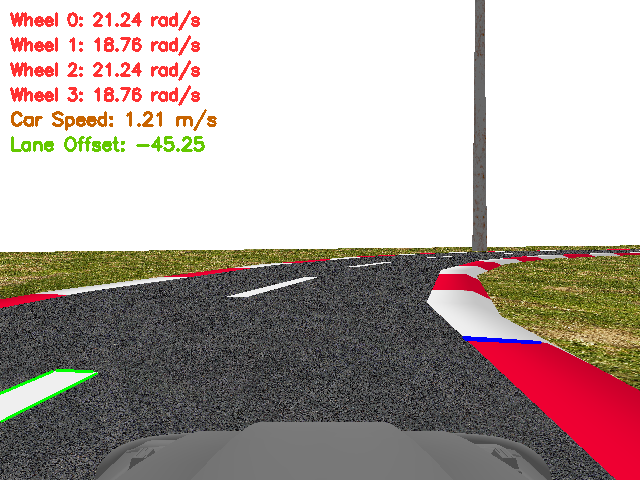 Wheel 0: 21.24 rad/s
Wheel 1: 18.76 rad/s
Wheel 2: 21.24 rad/s
Wheel 3: 18.76 rad/s
Car Speed: 1.21 m/s
Lane Offset: -45.25